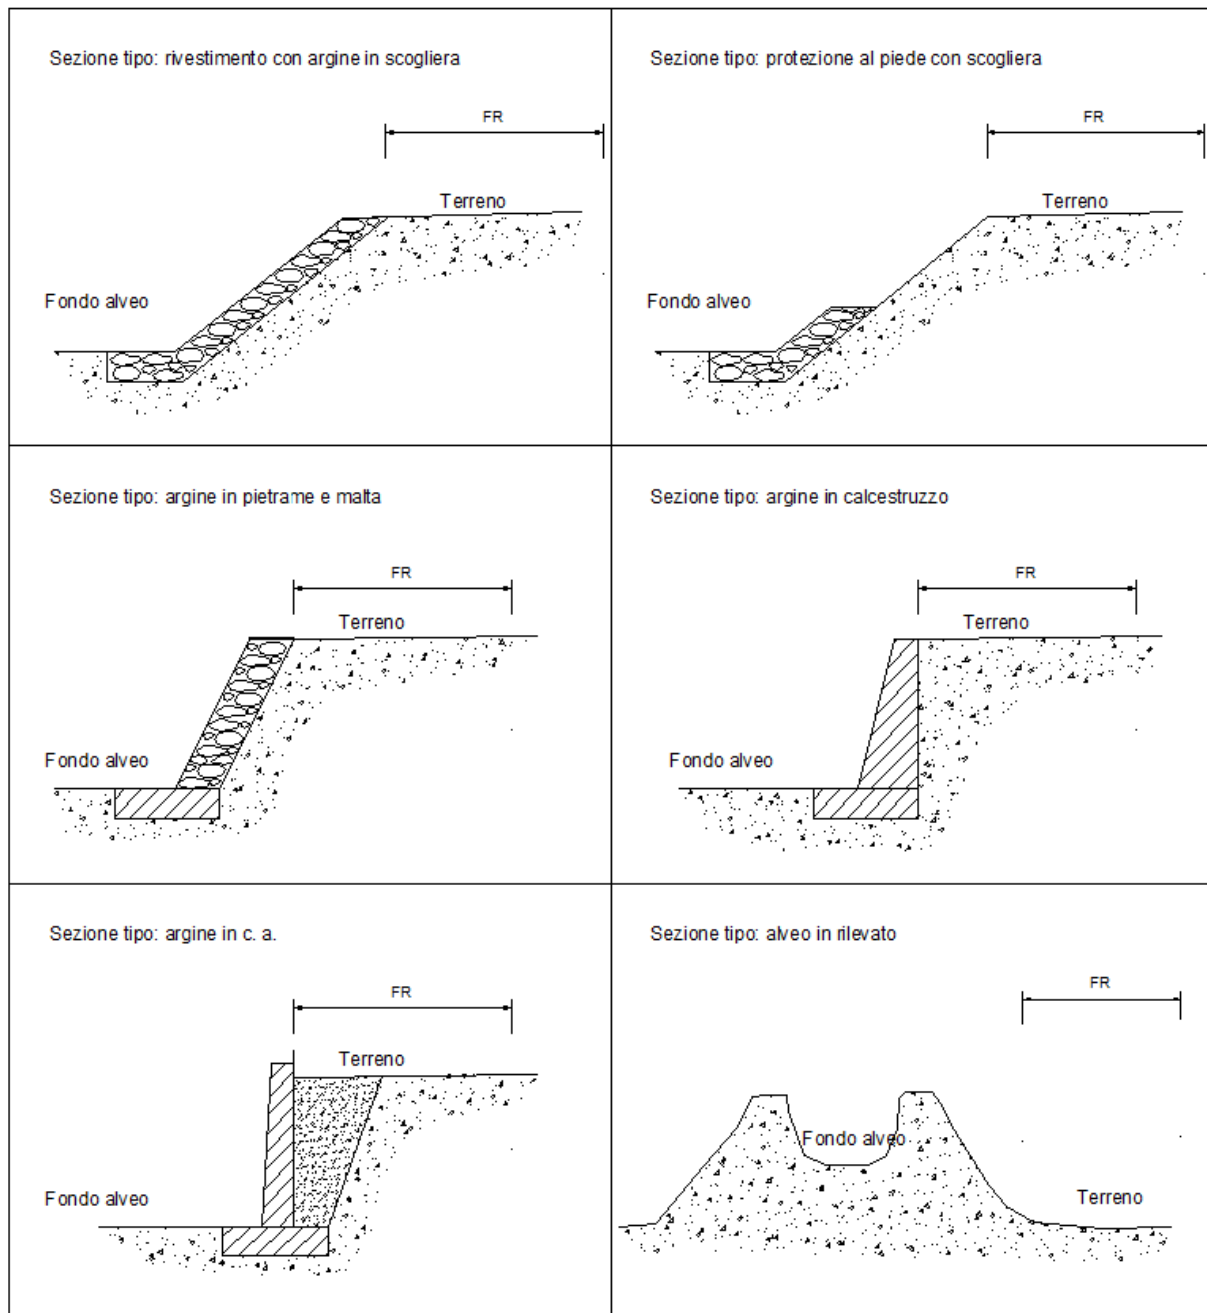 Sezione tipo: rivestimento con argine in scogliera
FR
Terreno
Fondo alveo
Sezione tipo: protezione al piede con scogliera
FR
Terreno
Fondo alveo
Sezione tipo: argine in pietrame e malta
FR
Terreno
Fondo alveo
Sezione tipo: argine in calcestruzzo
FR
Terreno
Fondo alveo
Sezione tipo: argine in c. a.
FR
Terreno
Fondo alveo
Sezione tipo: alveo in rilevato
FR
Fondo alveo
Terreno